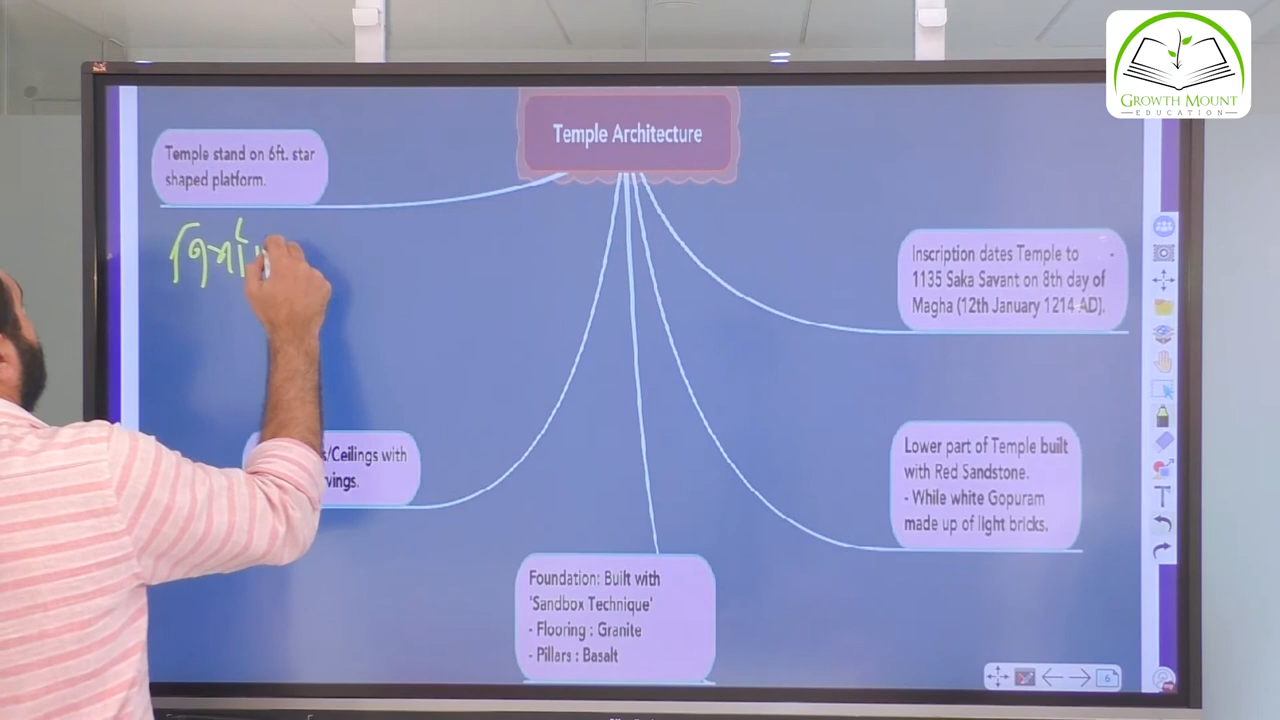 GROWTH MOUNT
EDUCATION
Temple Architecture
Temple stand on 6ft. star
shaped platform.
Inscription dates Temple to
1135 Saka Savant on 8th day of
Magha (12th January 1214 AD).
/Ceilings with
Lower part of Temple built
with Red Sandstone.
- While white Gopuram
made up of light bricks.
Foundation: Built with
'Sandbox Technique'
- Flooring : Granite
- Pillars : Basalt
6